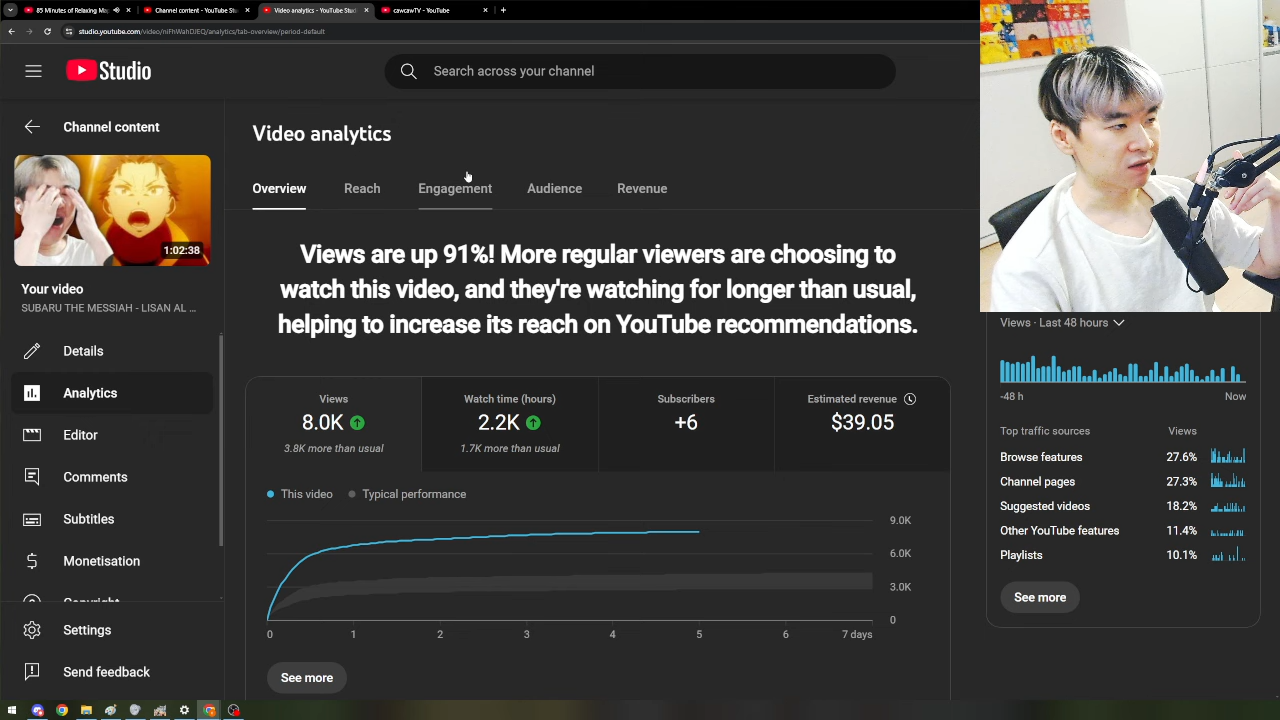 85 Minutes of Relaxing Ma
Channel content - YouTube Stu
Video analytics - YouTube Studi
cawcawTV - YouTube
studio.youtube.com/video/niFhWahDJEQ/analytics/tab-overview/period-default
Studio
Search across your channel
Channel content
1:02:38
Your video
SUBARU THE MESSIAH - LISAN AL ...
Details
Analytics
Editor
Comments
Subtitles
Monetisation
Copyright
Settings
Send feedback
Video analytics
Overview Reach Engagement Audience Revenue
Views are up 91%! More regular viewers are choosing to
watch this video, and they're watching for longer than usual,
helping to increase its reach on YouTube recommendations.
Views
8.0K
3.8K more than usual
Watch time (hours)
2.2K
1.7K more than usual
Subscribers
+6
Estimated revenue
$39.05
This video Typical performance
9.0K
6.0K
3.0K
0
0 1 2 3 4 5 6 7 days
See more
Views · Last 48 hours
-48 h Now
Top traffic sources Views
Browse features 27.6%
Channel pages 27.3%
Suggested videos 18.2%
Other YouTube features 11.4%
Playlists 10.1%
See more